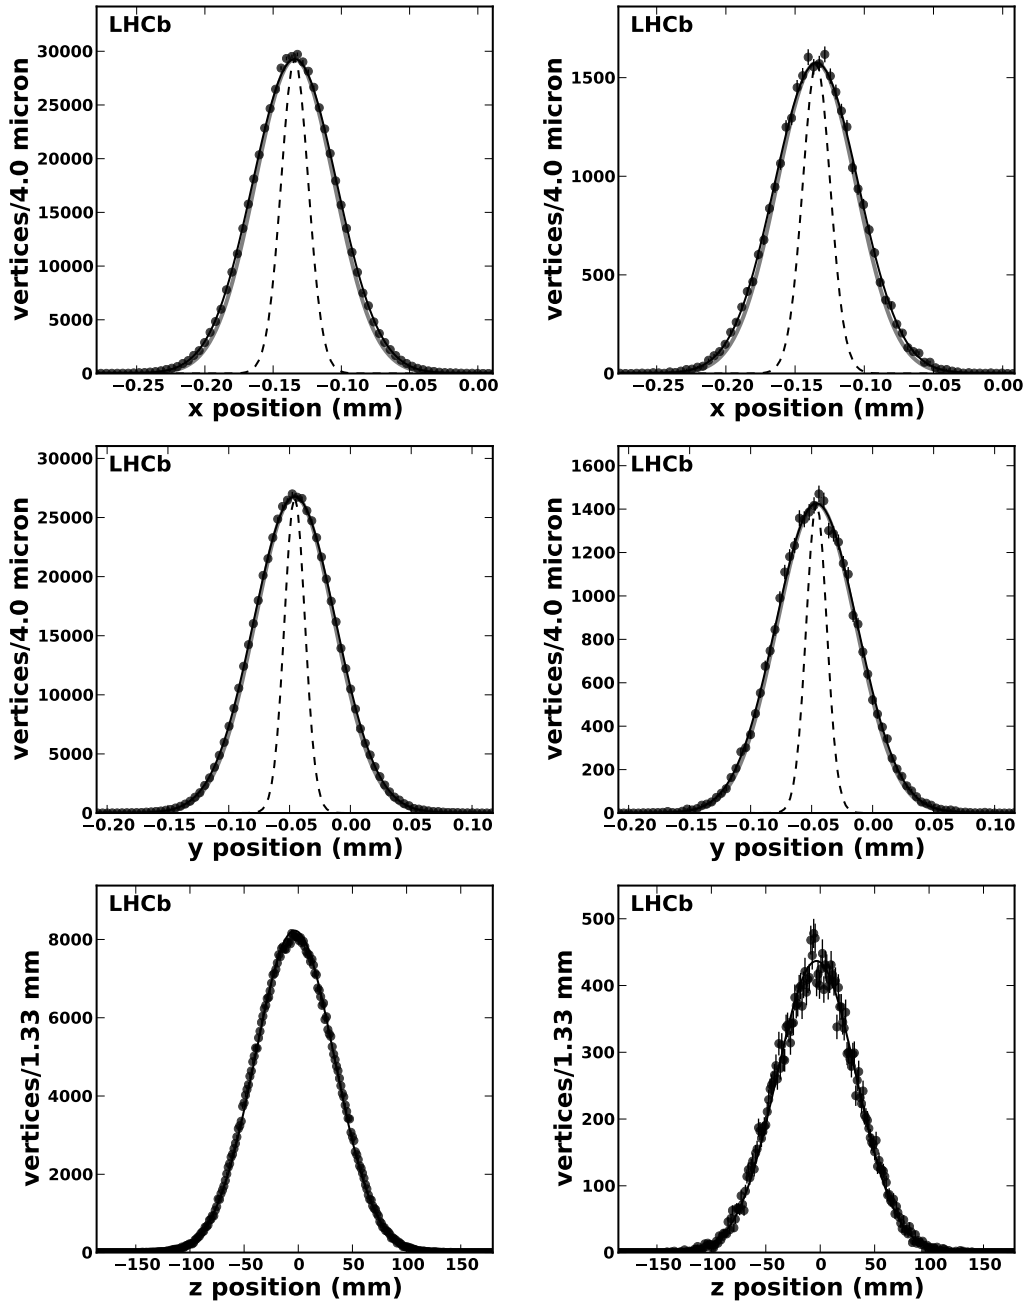 LHCb
30000
25000
20000
15000
10000
5000
0
vertices/4.0 micron
−0.25 −0.20 −0.15 −0.10 −0.05 0.00
x position (mm)
LHCb
1500
1000
500
0
vertices/4.0 micron
−0.25 −0.20 −0.15 −0.10 −0.05 0.00
x position (mm)
LHCb
30000
25000
20000
15000
10000
5000
0
vertices/4.0 micron
−0.20 −0.15 −0.10 −0.05 0.00 0.05 0.10
y position (mm)
LHCb
1600
1400
1200
1000
800
600
400
200
0
vertices/4.0 micron
−0.20 −0.15 −0.10 −0.05 0.00 0.05 0.10
y position (mm)
LHCb
8000
6000
4000
2000
0
vertices/1.33 mm
−150 −100 −50 0 50 100 150
z position (mm)
LHCb
500
400
300
200
100
0
vertices/1.33 mm
−150 −100 −50 0 50 100 150
z position (mm)